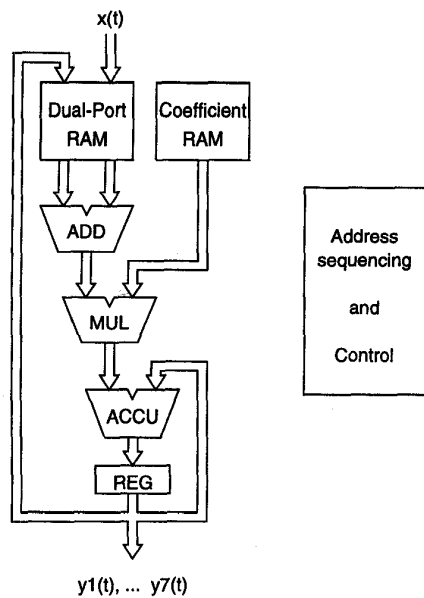 x(t)
Dual-Port
RAM
Coefficient
RAM
ADD
MUL
ACCU
REG
y1(t), ... y7(t)
Address
sequencing
and
Control